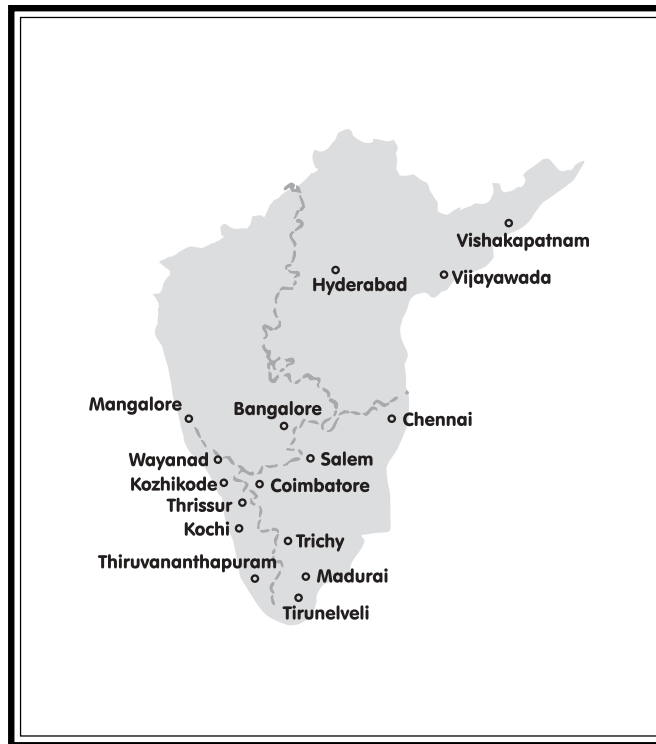 Vishakapatnam
Hyderabad
Vijayawada
Mangalore
Bangalore
Chennai
Wayanad
Salem
Kozhikode
Coimbatore
Thrissur
Kochi
Trichy
Thiruvananthapuram
Madurai
Tirunelveli